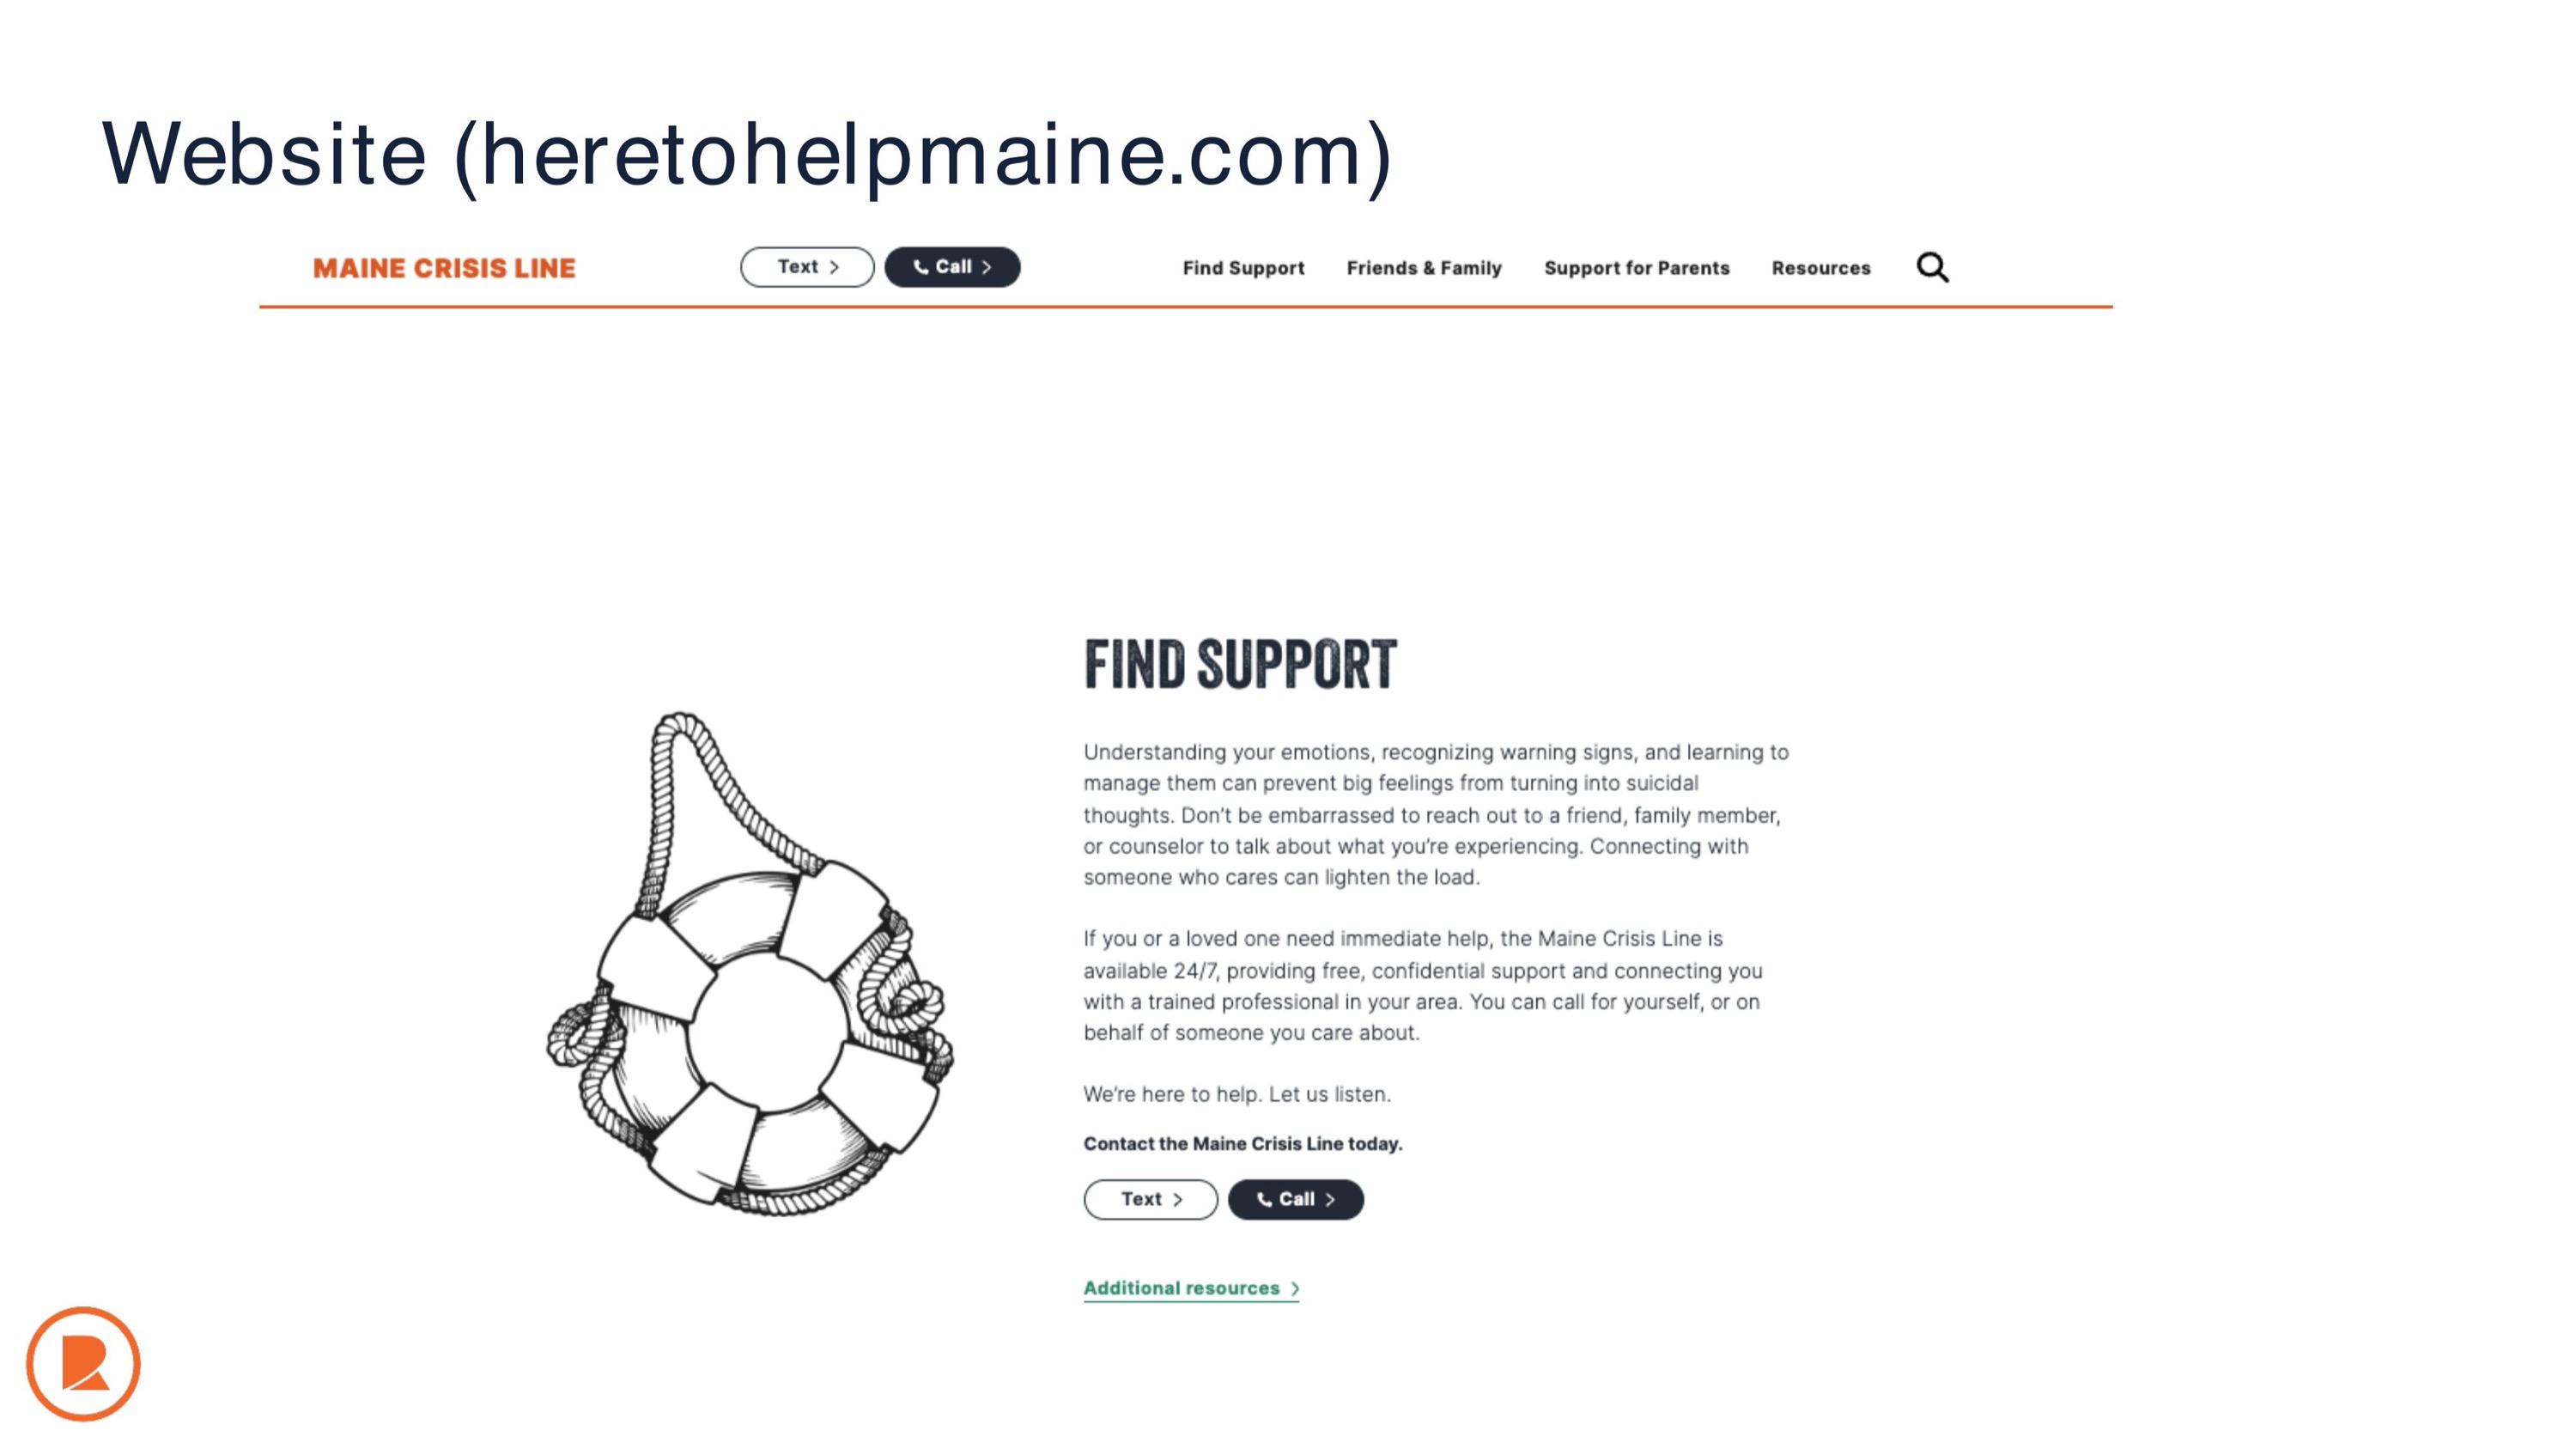 Website (heretohelpmaine.com)
MAINE CRISIS LINE
Text >
Call >
Find Support
Friends & Family
Support for Parents
Resources
FIND SUPPORT
Understanding your emotions, recognizing warning signs, and learning to
manage them can prevent big feelings from turning into suicidal
thoughts. Don't be embarrassed to reach out to a friend, family member,
or counselor to talk about what you're experiencing. Connecting with
someone who cares can lighten the load.
If you or a loved one need immediate help, the Maine Crisis Line is
available 24/7, providing free, confidential support and connecting you
with a trained professional in your area. You can call for yourself, or on
behalf of someone you care about.
We're here to help. Let us listen.
Contact the Maine Crisis Line today.
Text >
Call >
Additional resources >
R